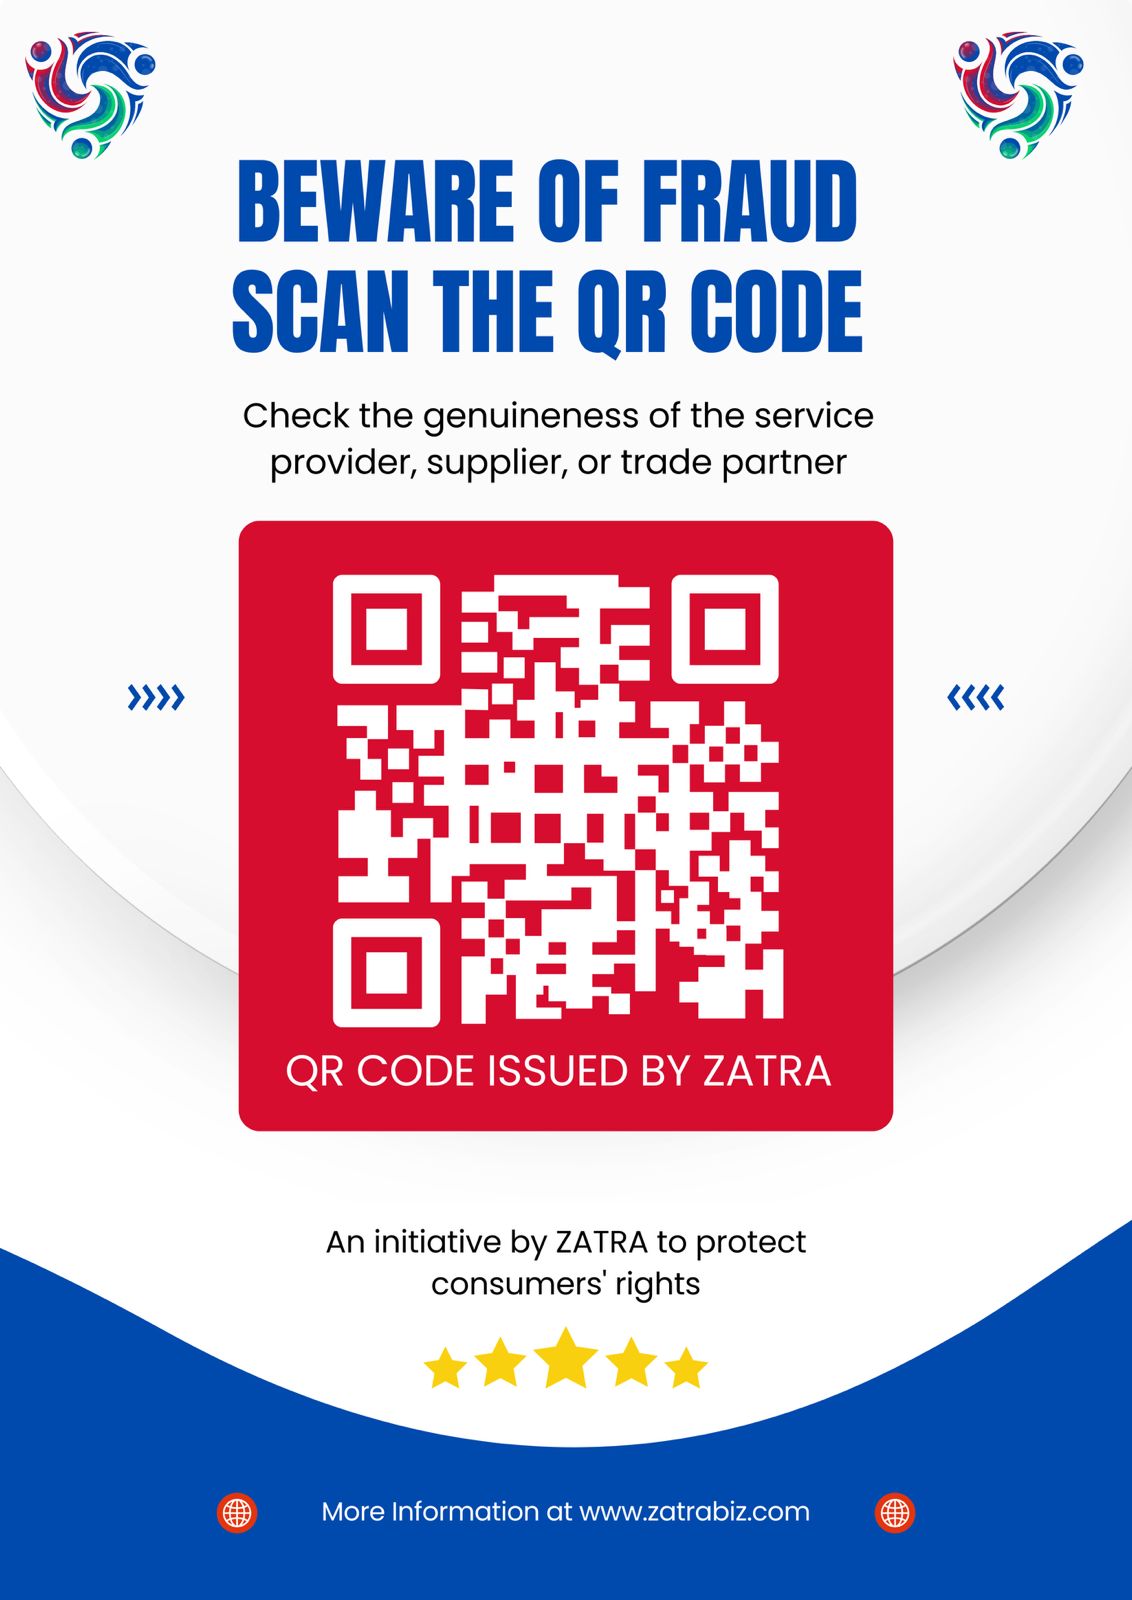 BEWARE OF FRAUD
SCAN THE QR CODE
Check the genuineness of the service
provider, supplier, or trade partner
QR CODE ISSUED BY ZATRA
An initiative by ZATRA to protect
consumers' rights
More Information at www.zatrabiz.com